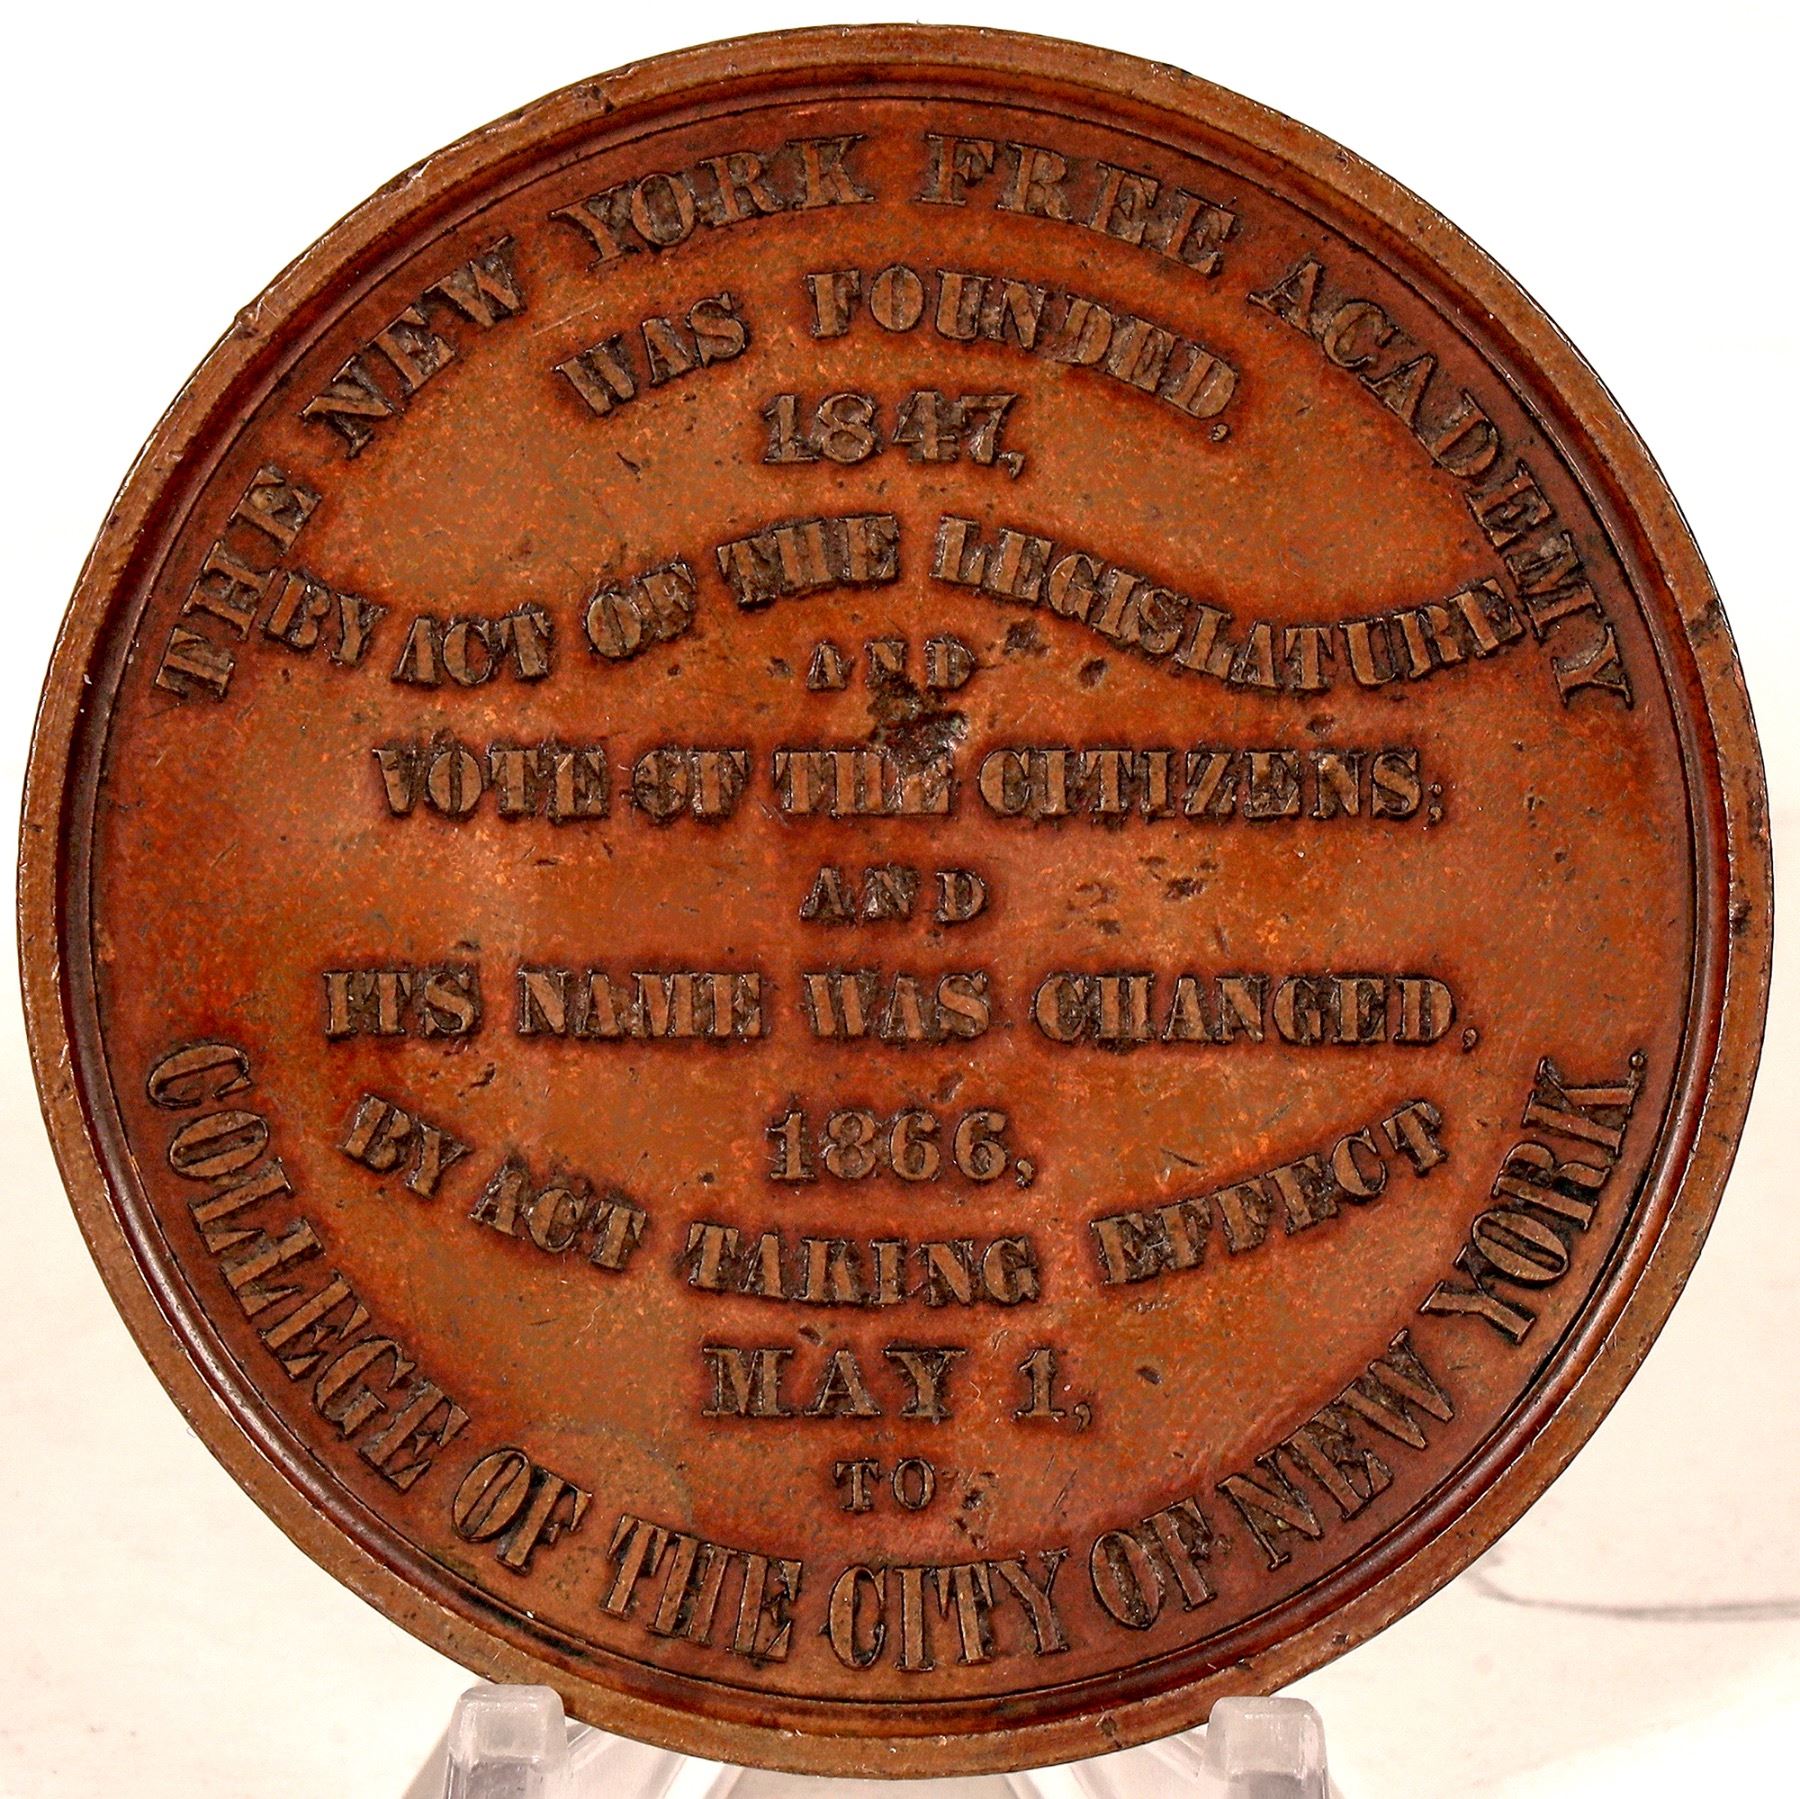 THE NEW YORK FREE ACADEMY
WAS FOUNDED,
1847,
BY ACT OF THE LEGISLATURE
AND
VOTE OF THE CITIZENS;
AND
ITS NAME WAS CHANGED,
1866,
BY ACT TAKING EFFECT
MAY 1,
TO
COLLEGE OF THE CITY OF NEW YORK.